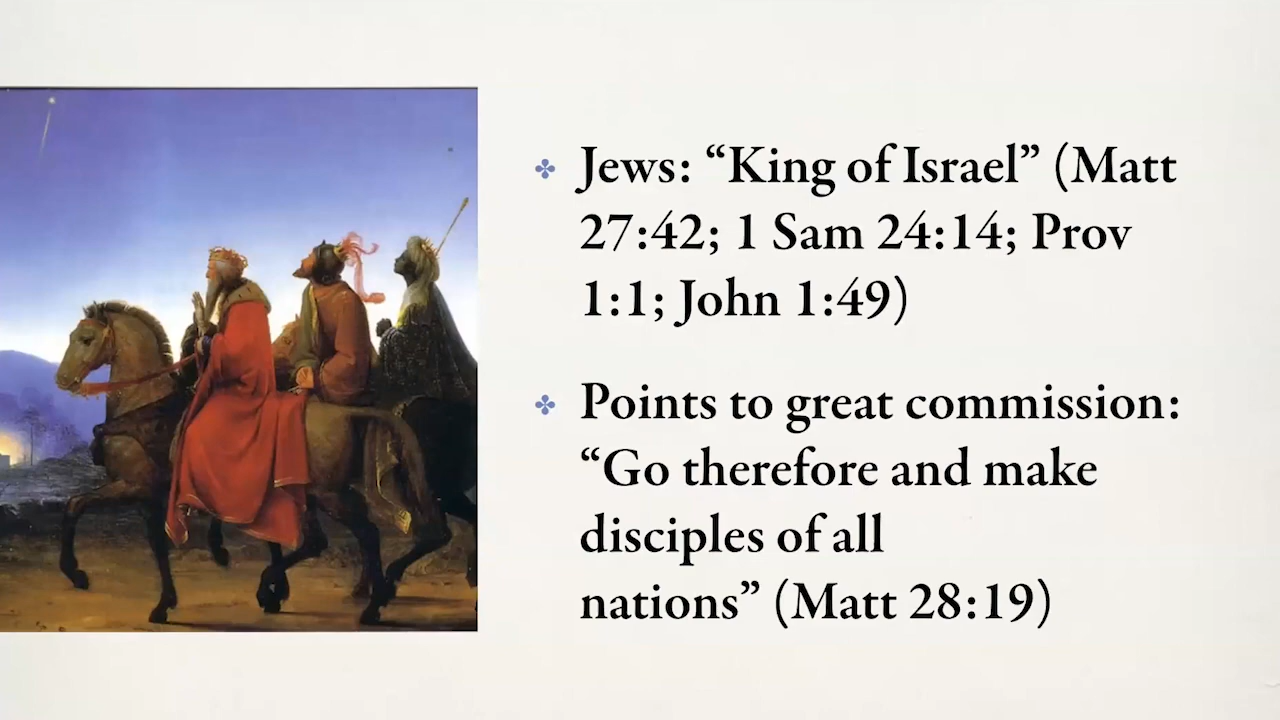 Jews: “King of Israel” (Matt
27:42; 1 Sam 24:14; Prov
1:1; John 1:49)
Points to great commission:
“Go therefore and make
disciples of all
nations” (Matt 28:19)